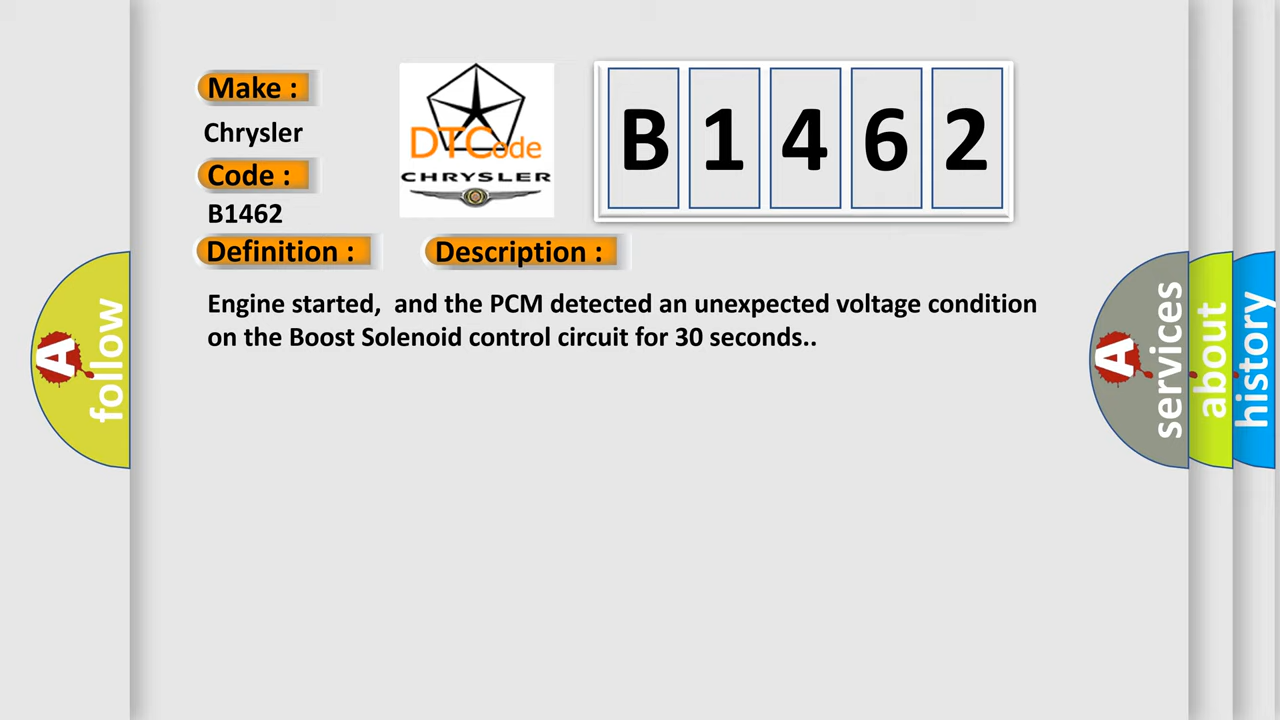 Make :
Chrysler
Code :
B1462
Definition :
Description :
DTCode
CHRYSLER
B 1 4 6 2
Engine started,  and the PCM detected an unexpected voltage condition
on the Boost Solenoid control circuit for 30 seconds..
A follow
A services
about
history